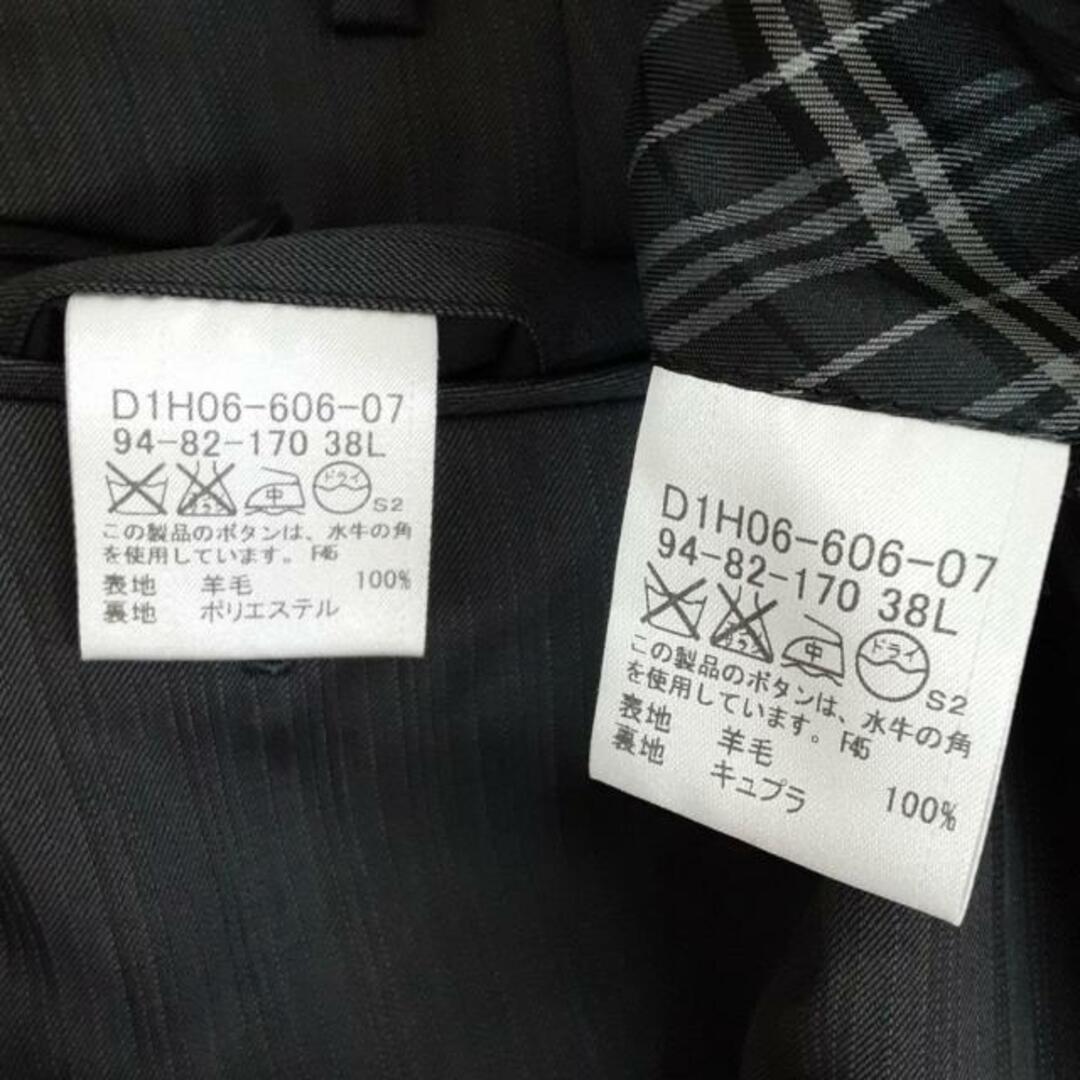 D1H06-606-07
94-82-170 38L
中 ドライ S2
この製品のボタンは、水牛の角
を使用しています。 F45
表地 羊毛 100%
裏地 ポリエステル
D1H06-606-07
94-82-170 38L
中 ドライ S2
この製品のボタンは、水牛の角
を使用しています。 F45
表地 羊毛
裏地 キュプラ 100%